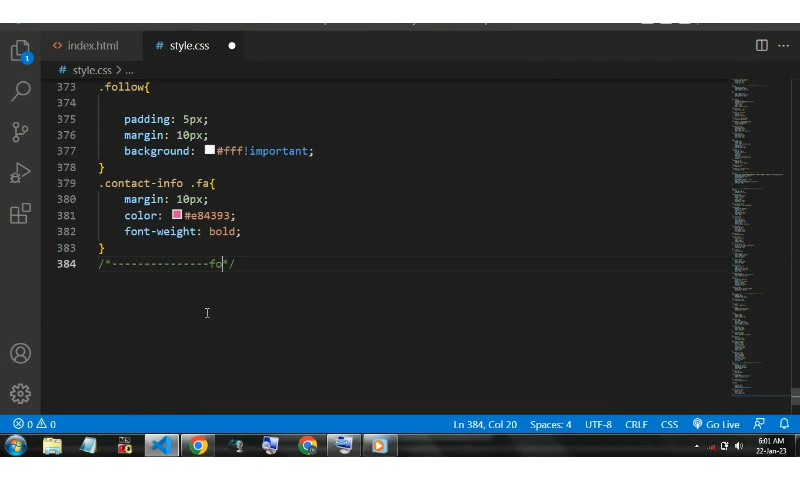 index.html
# style.css
# style.css > ...
373 .follow{
374
375 padding: 5px;
376 margin: 10px;
377 background: #fff!important;
378 }
379 .contact-info .fa{
380 margin: 10px;
381 color: #e84393;
382 font-weight: bold;
383 }
384 /*---------------fo*/
1
0 0 Ln 384, Col 20 Spaces: 4 UTF-8 CRLF CSS Go Live
6:01 AM
22-Jan-23